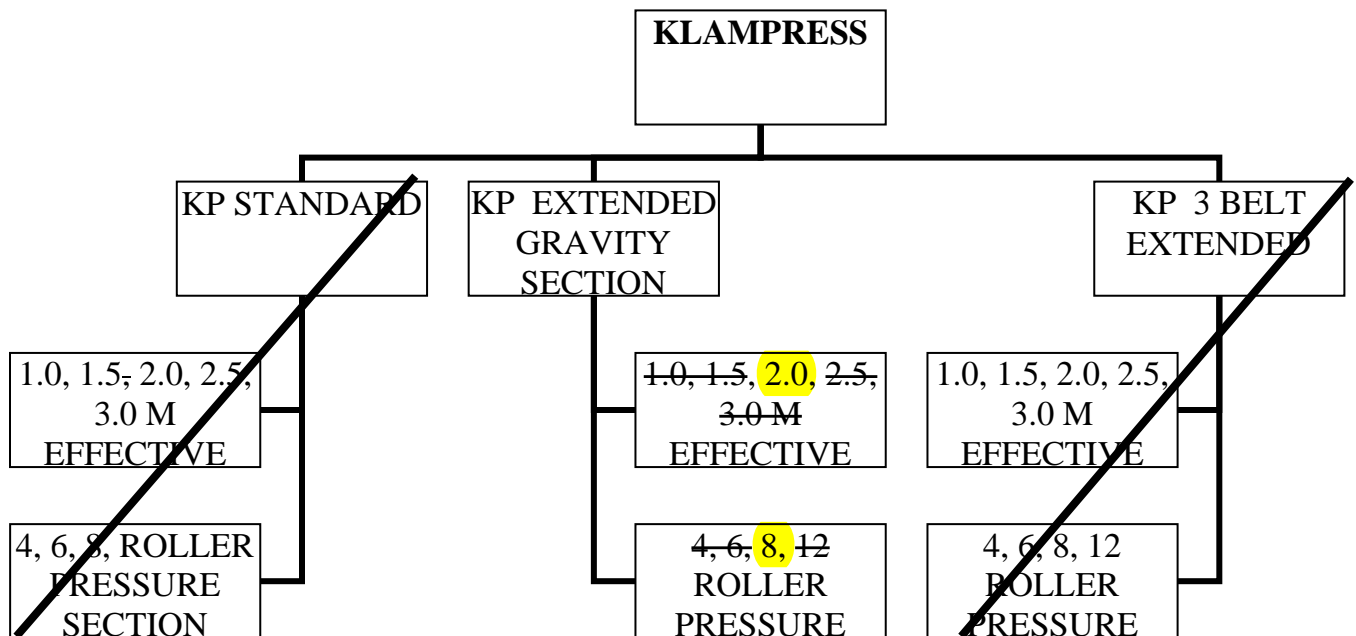 KLAMPRESS
KP STANDARD
KP EXTENDED
GRAVITY
SECTION
KP 3 BELT
EXTENDED
1.0, 1.5, 2.0, 2.5,
3.0 M
EFFECTIVE
1.0, 1.5, 2.0, 2.5,
3.0 M
EFFECTIVE
1.0, 1.5, 2.0, 2.5,
3.0 M
EFFECTIVE
4, 6, 8, ROLLER
PRESSURE
SECTION
4, 6, 8, 12
ROLLER
PRESSURE
4, 6, 8, 12
ROLLER
PRESSURE